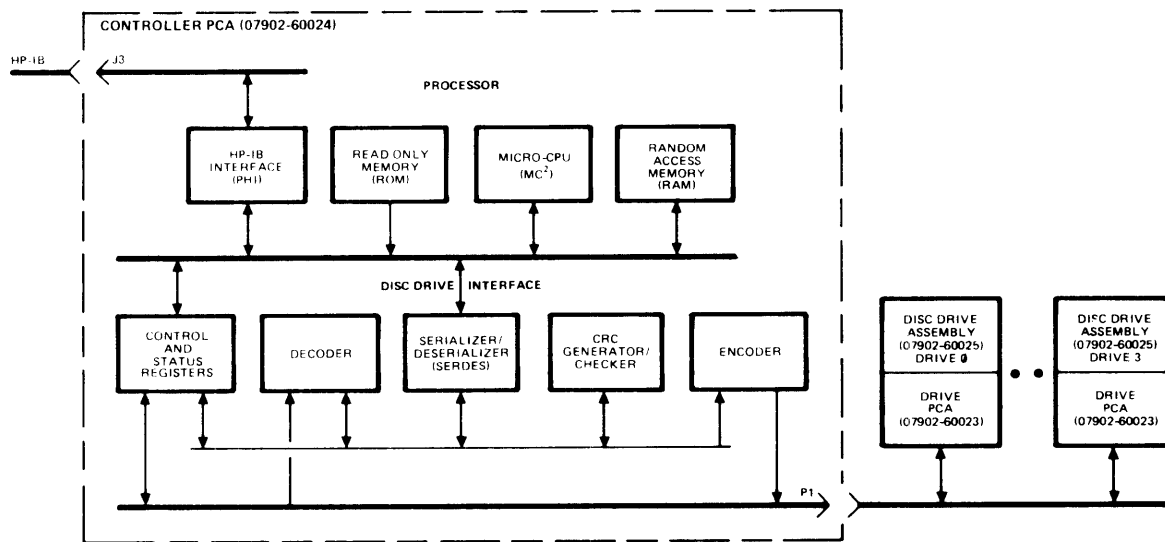 CONTROLLER PCA (07902-60024)
HP-IB
J3
PROCESSOR
HP-IB
INTERFACE
(PHI)
READ ONLY
MEMORY
(ROM)
MICRO-CPU
(MC²)
RANDOM
ACCESS
MEMORY
(RAM)
DISC DRIVE INTERFACE
CONTROL
AND
STATUS
REGISTERS
DECODER
SERIALIZER/
DESERIALIZER
(SERDES)
CRC
GENERATOR/
CHECKER
ENCODER
DISC DRIVE
ASSEMBLY
(07902-60025)
DRIVE 0
DRIVE
PCA
(07902-60023)
DISC DRIVE
ASSEMBLY
(07902-60025)
DRIVE 3
DRIVE
PCA
(07902-60023)
P1